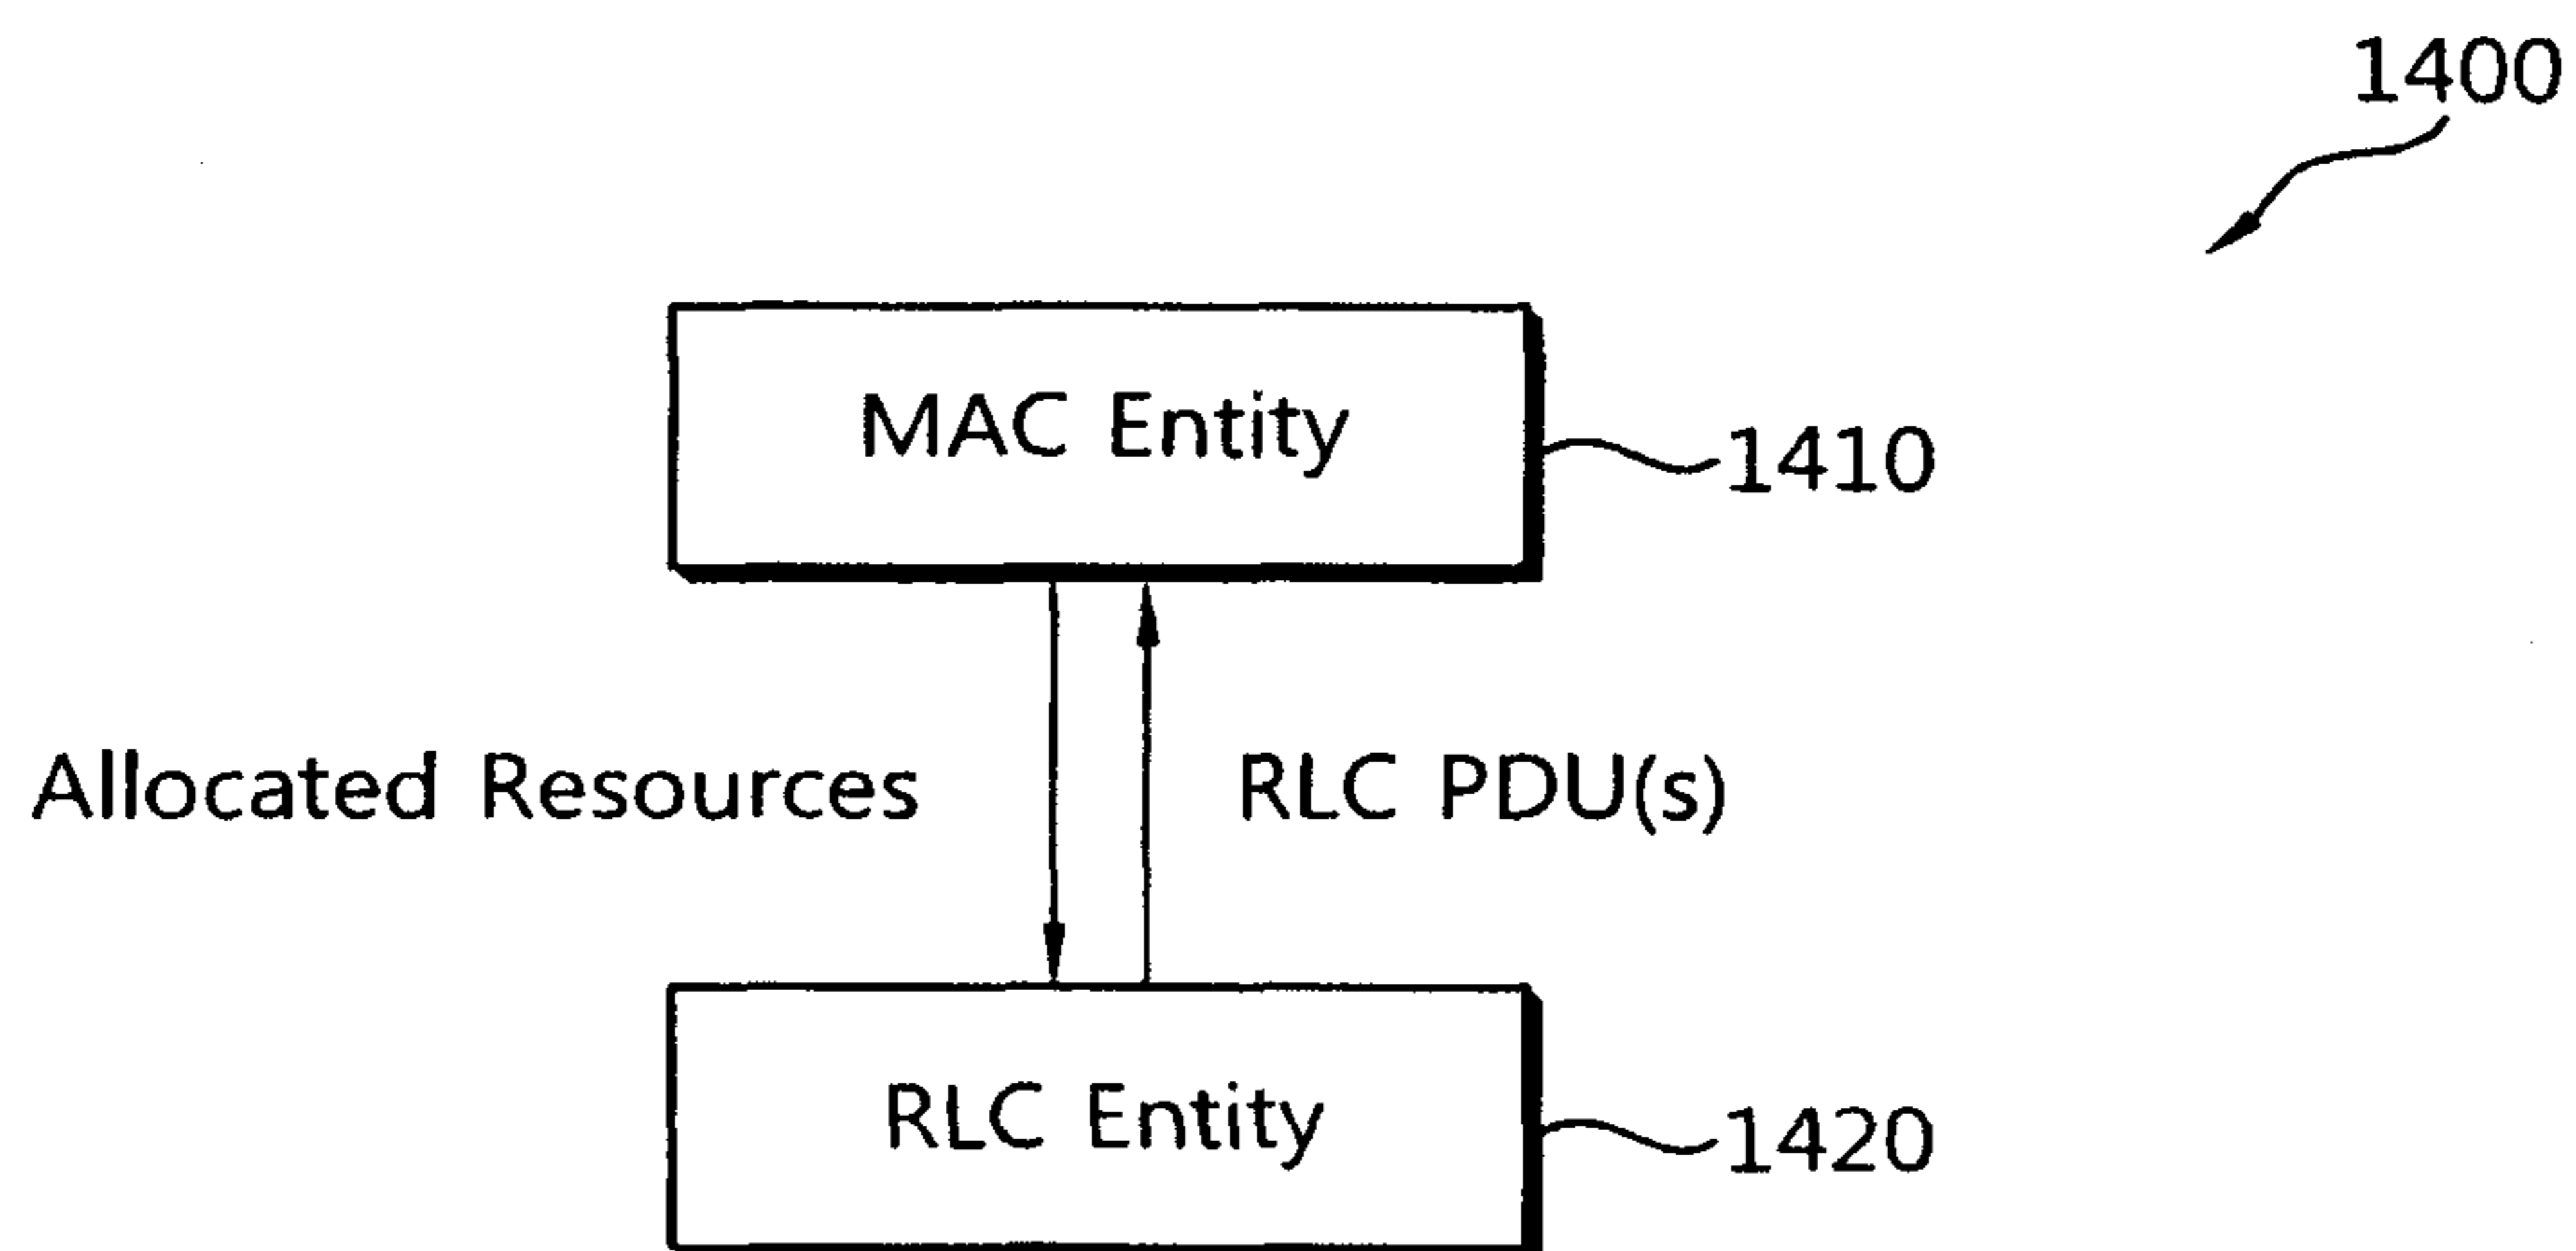 1400
MAC Entity
1410
Allocated Resources
RLC PDU(s)
RLC Entity
1420